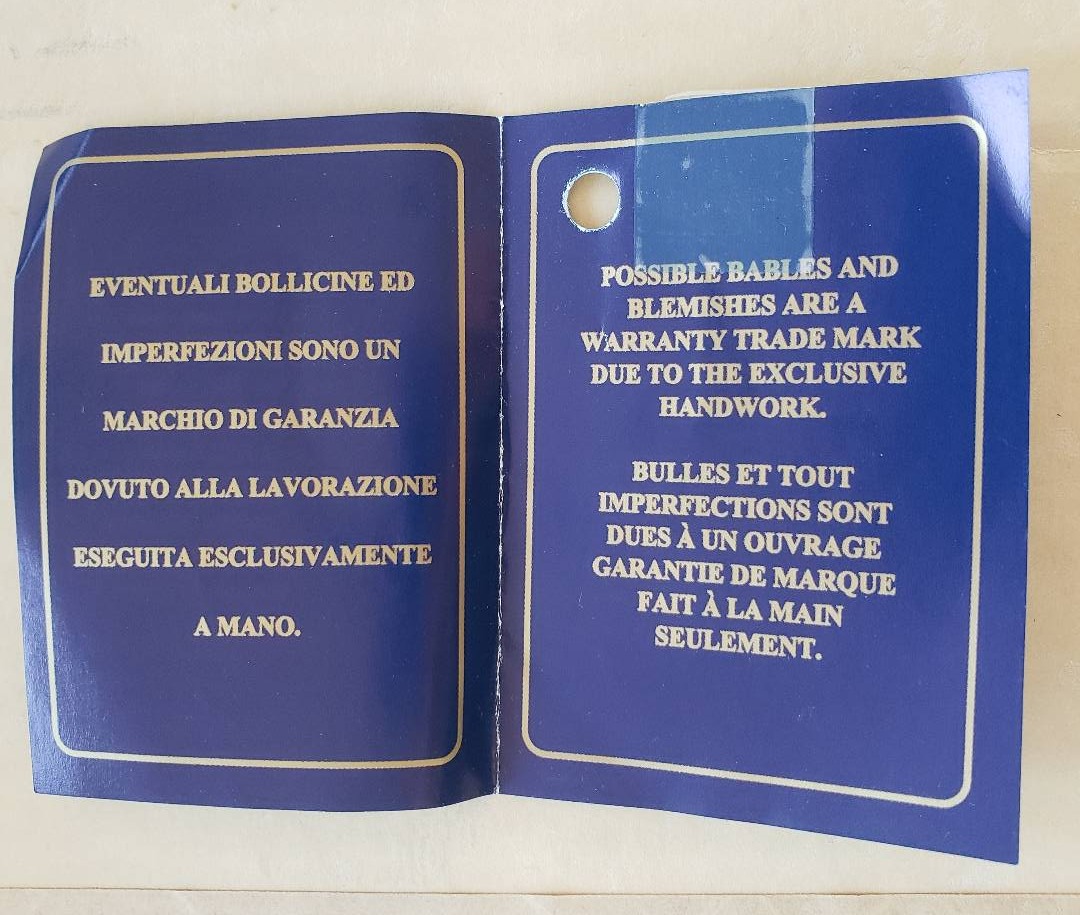 EVENTUALI BOLLICINE ED
IMPERFEZIONI SONO UN
MARCHIO DI GARANZIA
DOVUTO ALLA LAVORAZIONE
ESEGUITA ESCLUSIVAMENTE
A MANO.
POSSIBLE BABLES AND
BLEMISHES ARE A
WARRANTY TRADE MARK
DUE TO THE EXCLUSIVE
HANDWORK.
BULLES ET TOUT
IMPERFECTIONS SONT
DUES À UN OUVRAGE
GARANTIE DE MARQUE
FAIT À LA MAIN
SEULEMENT.